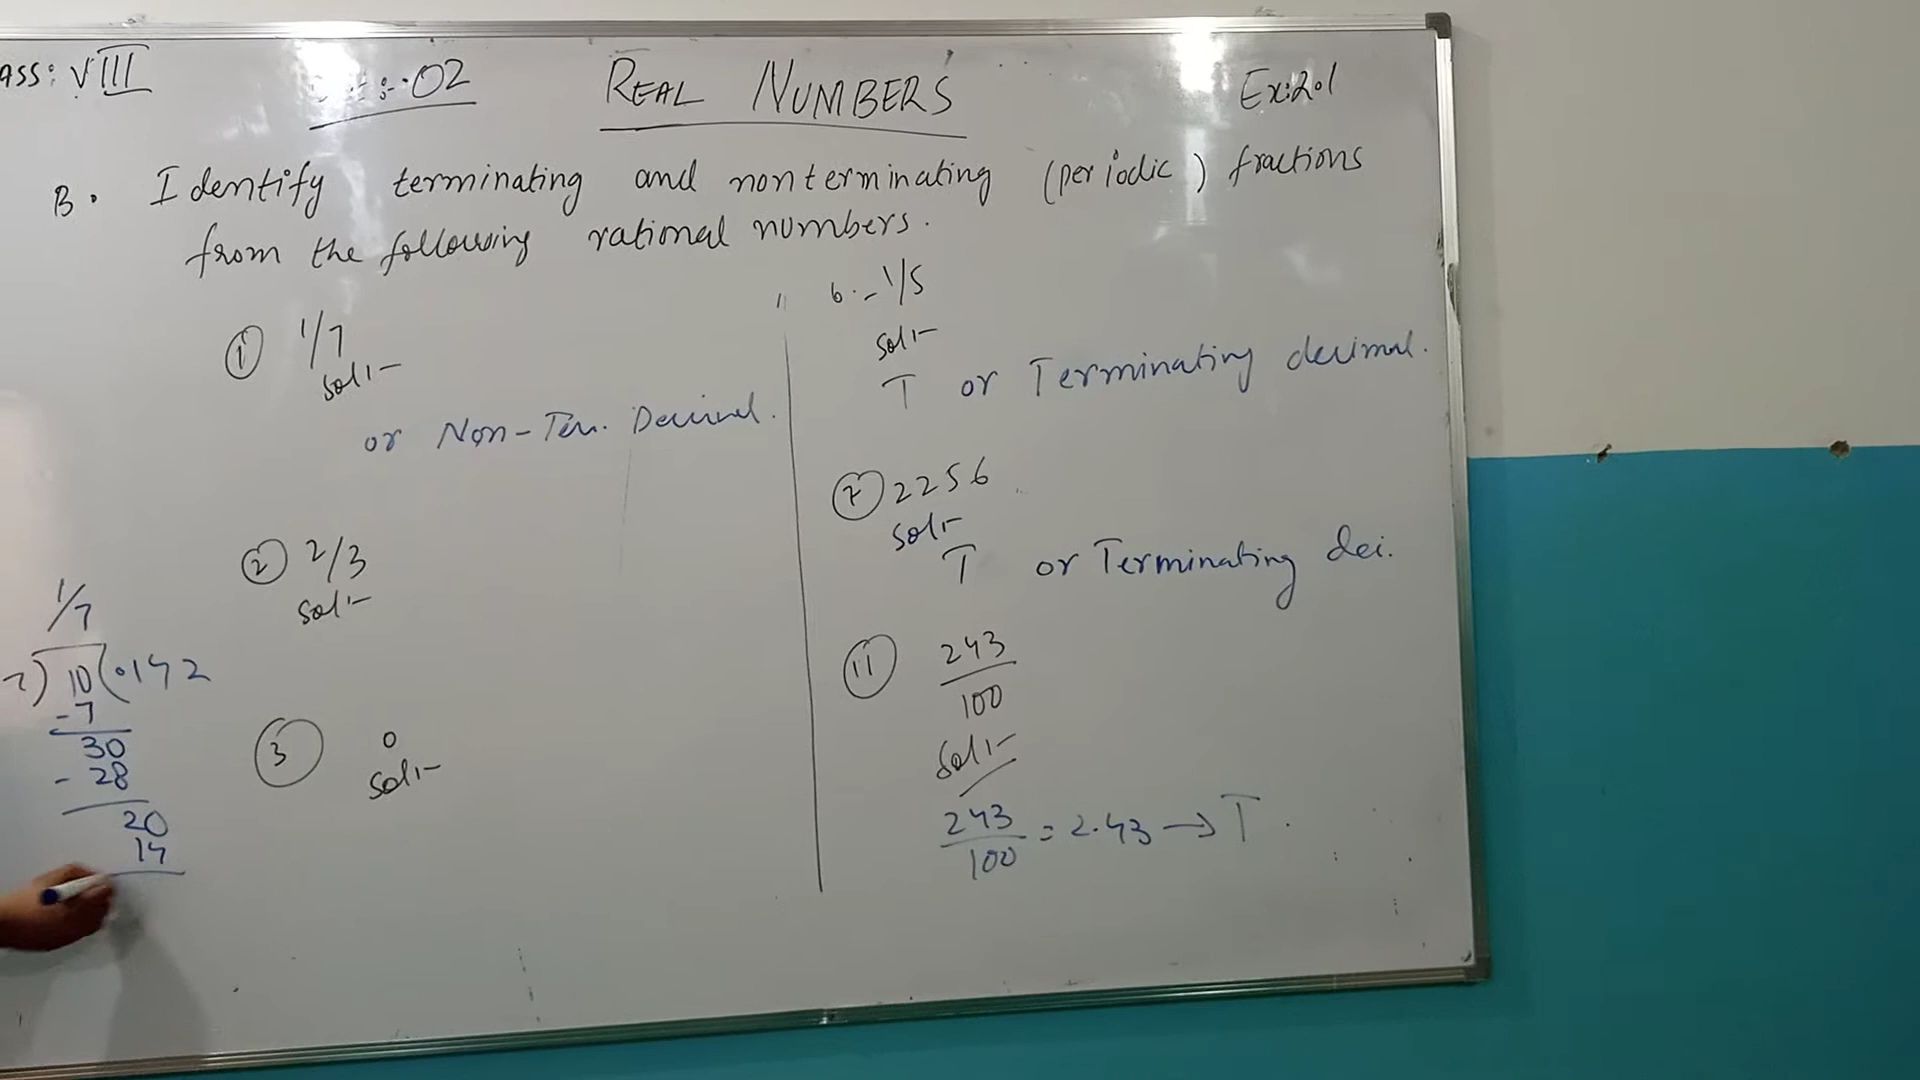 ASS: VIII
02
REAL NUMBERS
Ex:2.1
B. Identify terminating and nonterminating (periodic) fractions
from the following rational numbers.
① 1/7
Sol:-
or Non-Ter. Decimal.
② 2/3
Sol:-
③ 0
Sol:-
1/7
7)10(.142
-7
30
- 28
20
14
6. -1/5
Sol:-
T or Terminating decimal.
⑦ 2256
Sol:-
T or Terminating dei.
⑪ 243
100
Sol:-
243
100 = 2.43 → T.